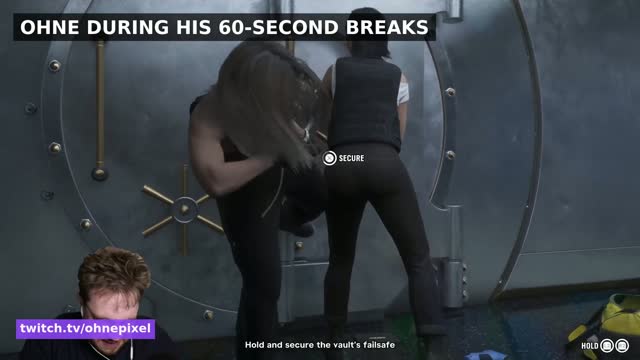 OHNE DURING HIS 60-SECOND BREAKS
SECURE
twitch.tv/ohnepixel
Hold and secure the vault's failsafe
HOLD